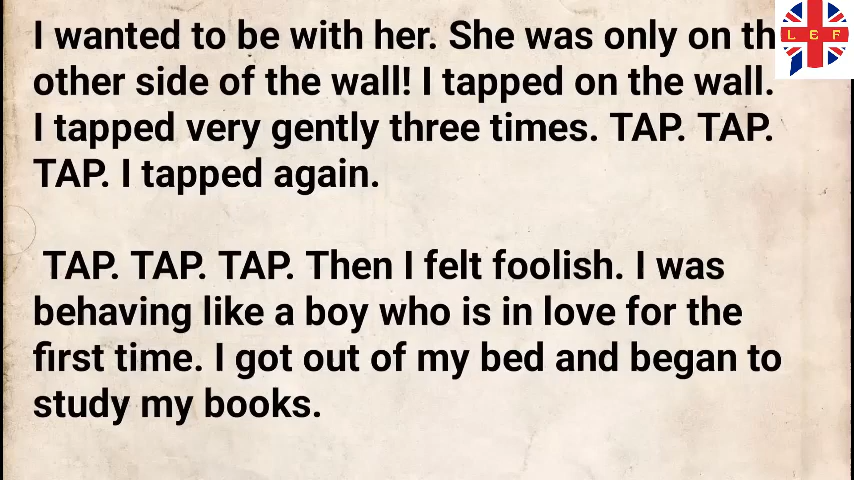 I wanted to be with her. She was only on th
LEF
other side of the wall! I tapped on the wall.
I tapped very gently three times. TAP. TAP.
TAP. I tapped again.
TAP. TAP. TAP. Then I felt foolish. I was
behaving like a boy who is in love for the
first time. I got out of my bed and began to
study my books.